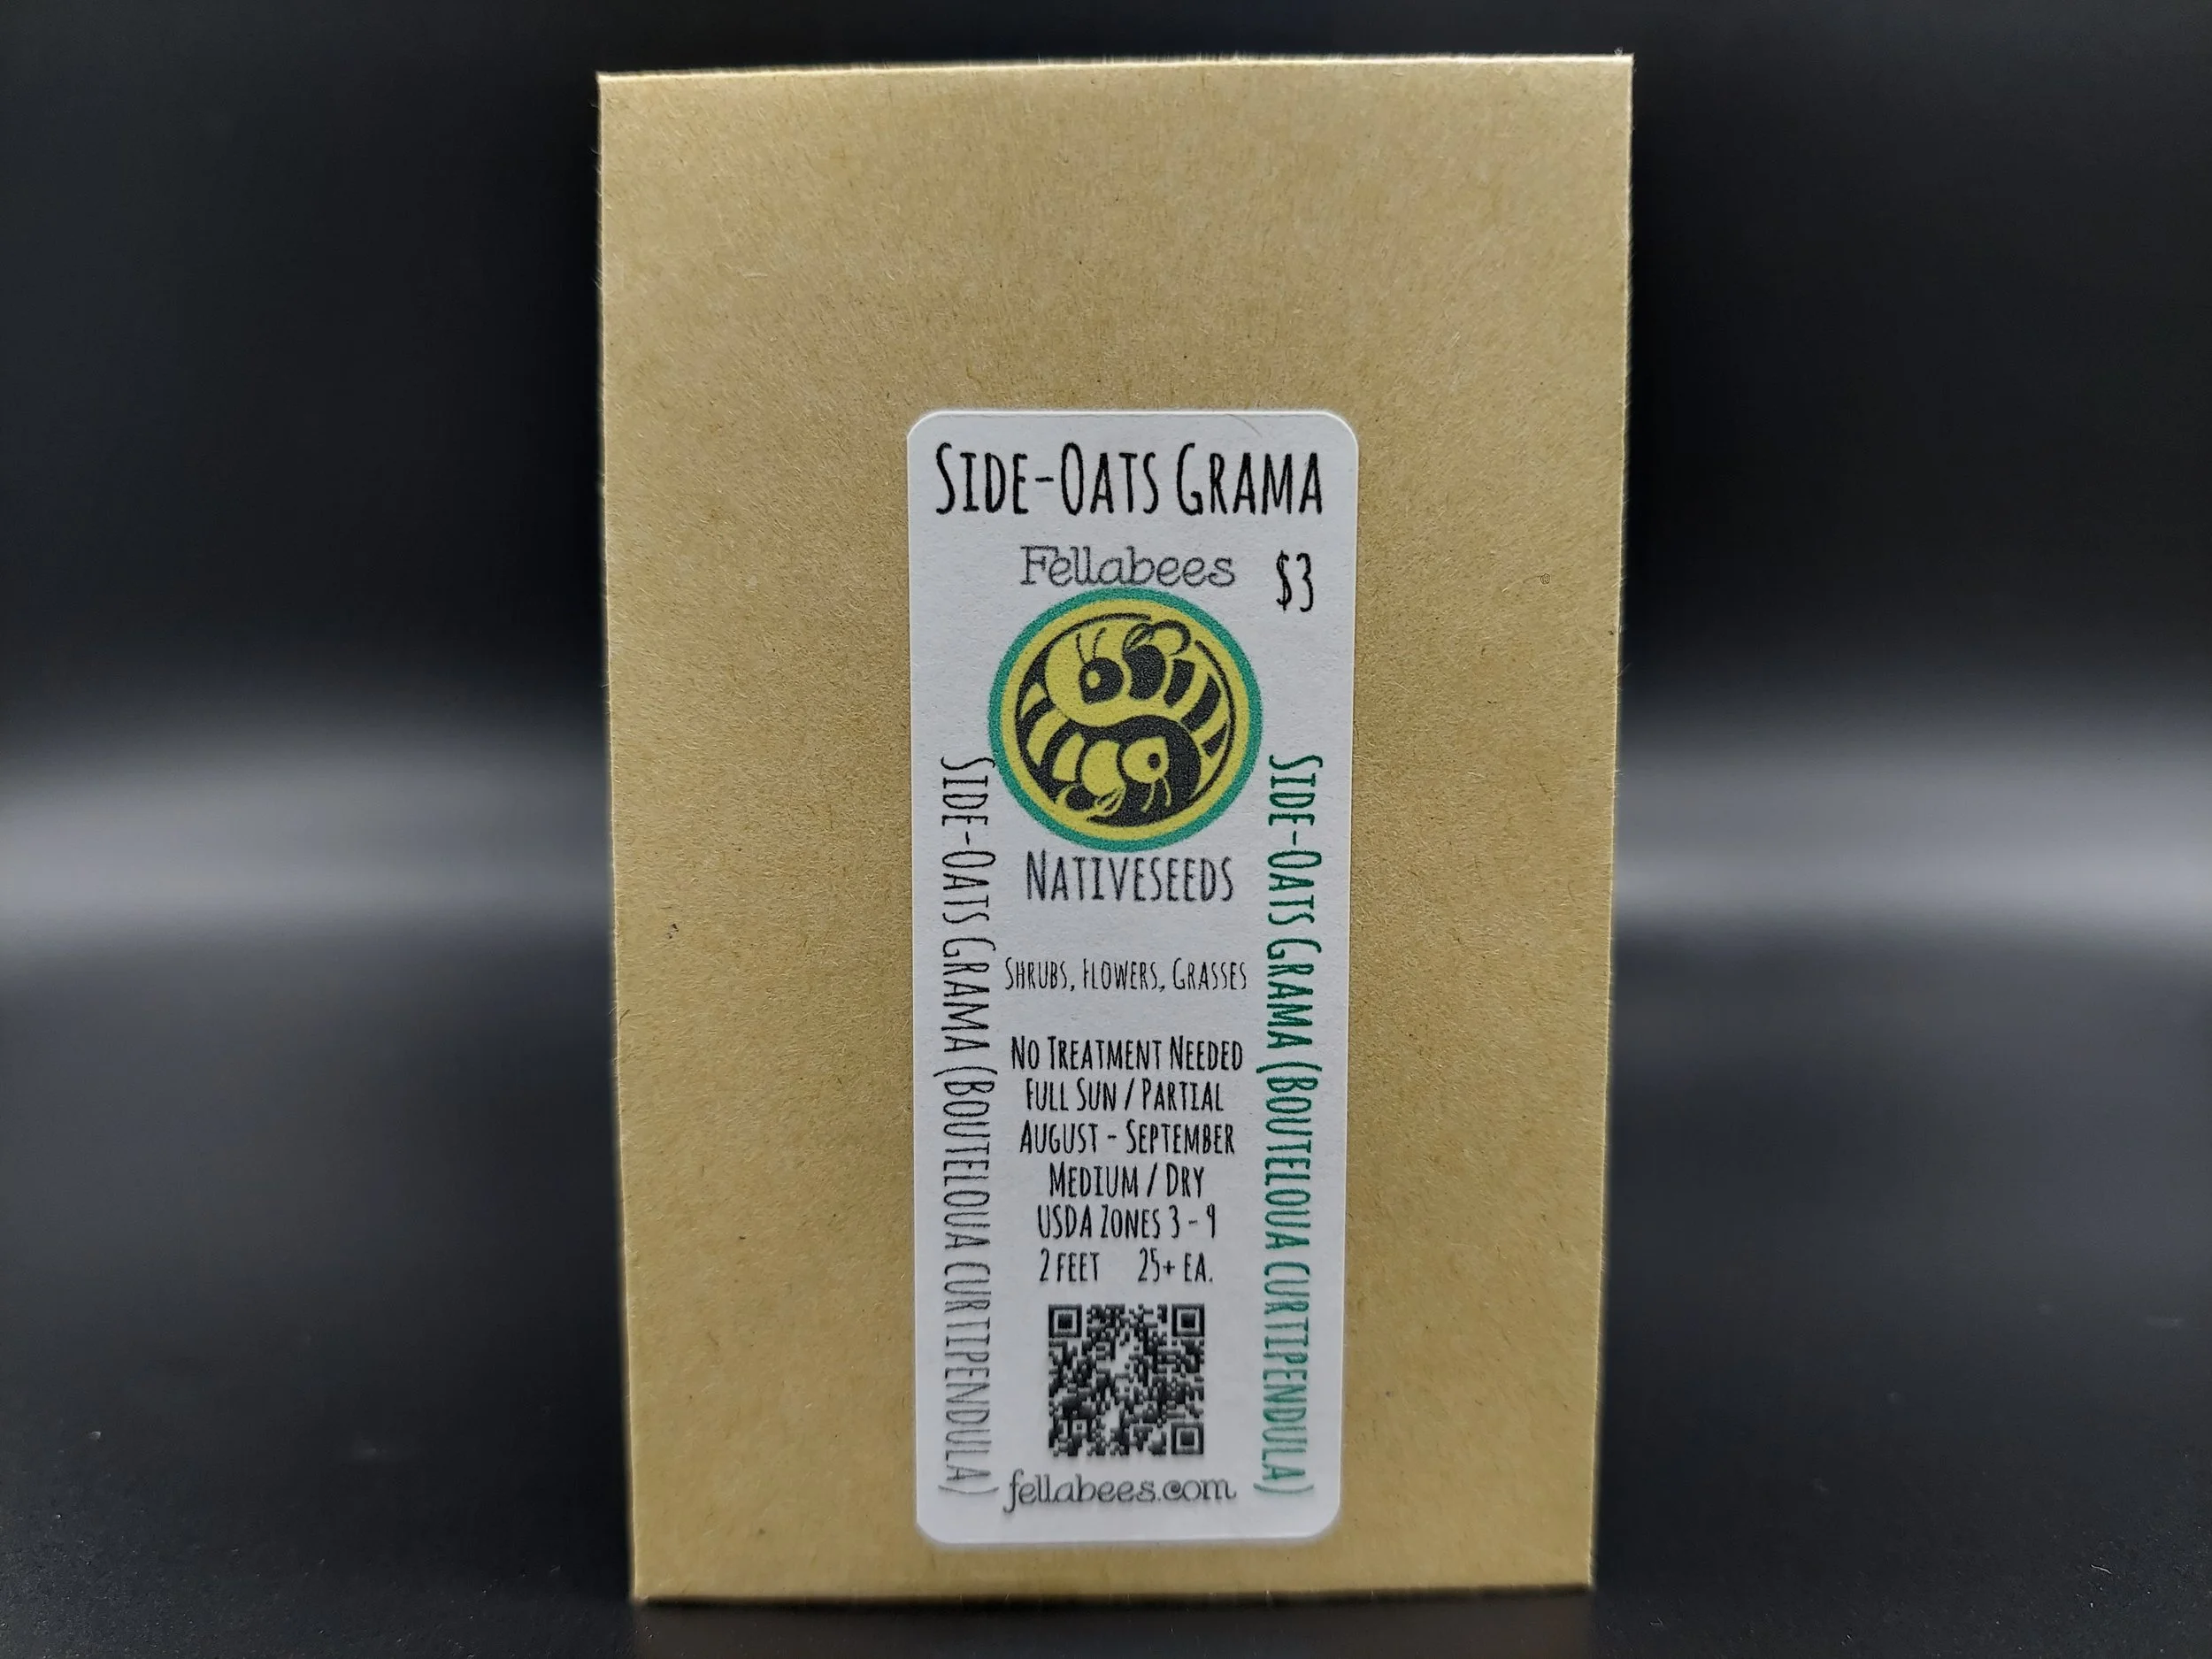 Side-Oats Grama
Fellabees $3
Nativeseeds
Shrubs, Flowers, Grasses
No Treatment Needed
Full Sun / Partial
August - September
Medium / Dry
USDA Zones 3 - 9
2 feet 25+ ea.
fellabees.com
Side-Oats Grama (Bouteloua curtipendula)
Side-Oats Grama (Bouteloua curtipendula)